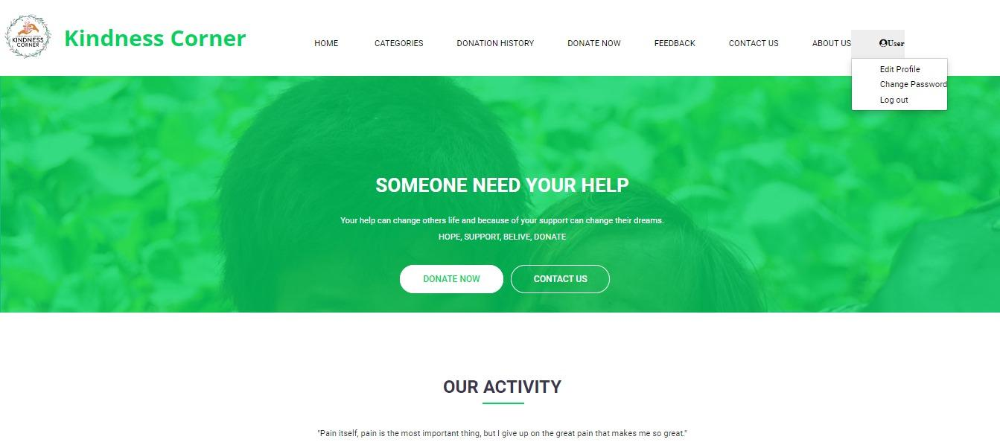 KINDNESS
CORNER
Kindness Corner
HOME CATEGORIES DONATION HISTORY DONATE NOW FEEDBACK CONTACT US ABOUT US User
Edit Profile
Change Password
Log out
SOMEONE NEED YOUR HELP
Your help can change others life and because of your support can change their dreams.
HOPE, SUPPORT, BELIVE, DONATE
DONATE NOW CONTACT US
OUR ACTIVITY
"Pain itself, pain is the most important thing, but I give up on the great pain that makes me so great."